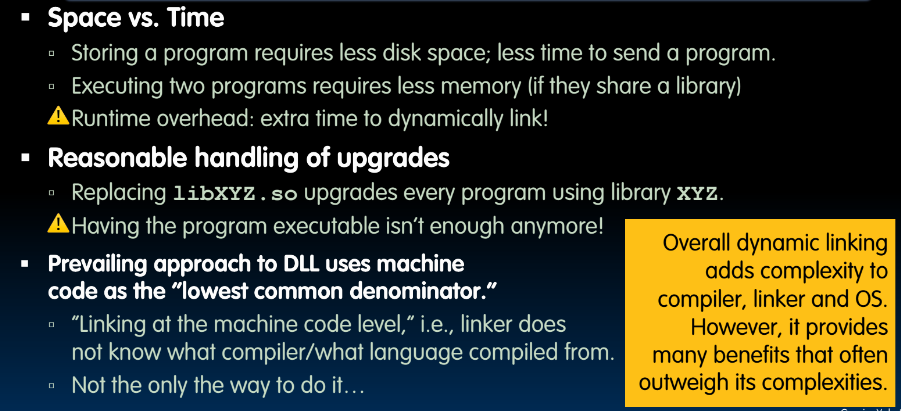 Space vs. Time
Storing a program requires less disk space; less time to send a program.
Executing two programs requires less memory (if they share a library)
Runtime overhead: extra time to dynamically link!
Reasonable handling of upgrades
Replacing libXYZ.so upgrades every program using library XYZ.
Having the program executable isn't enough anymore!
Prevailing approach to DLL uses machine
code as the "lowest common denominator."
"Linking at the machine code level," i.e., linker does
not know what compiler/what language compiled from.
Not the only the way to do it…
Overall dynamic linking
adds complexity to
compiler, linker and OS.
However, it provides
many benefits that often
outweigh its complexities.